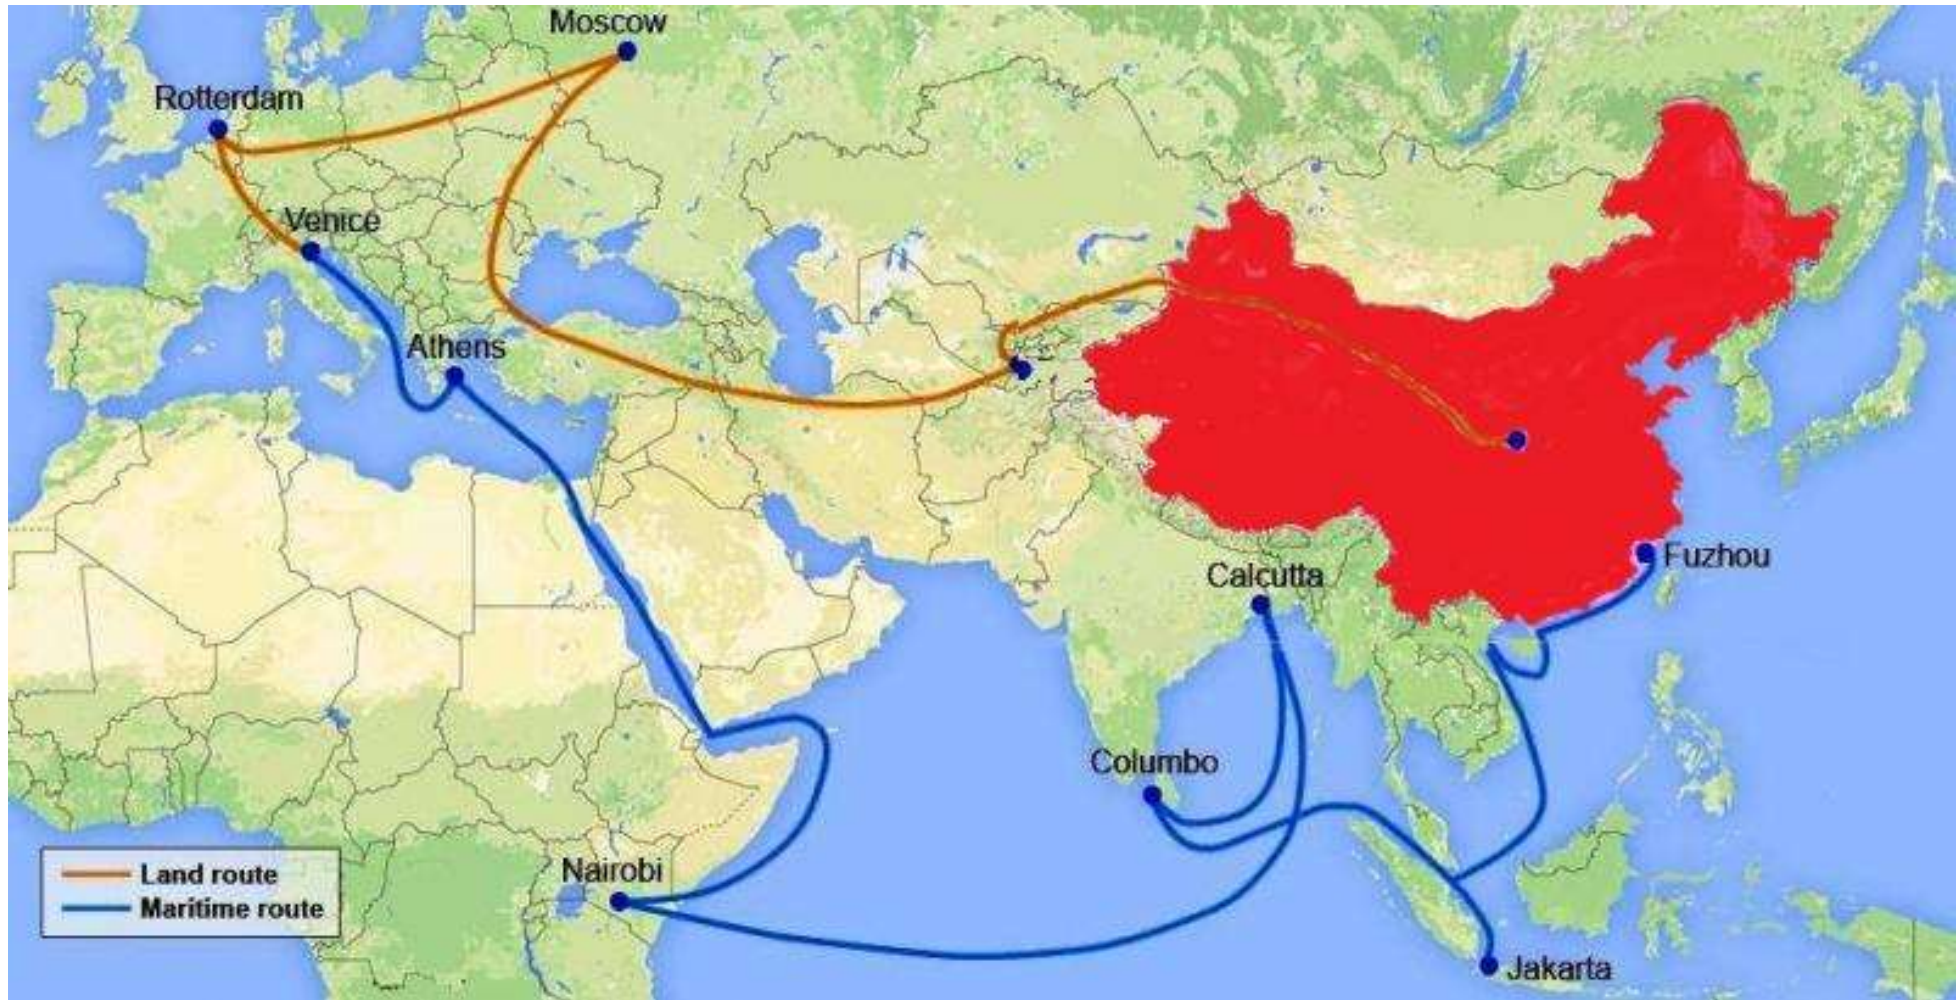 Moscow
Rotterdam
Venice
Athens
Fuzhou
Calcutta
Columbo
Nairobi
Jakarta
Land route
Maritime route